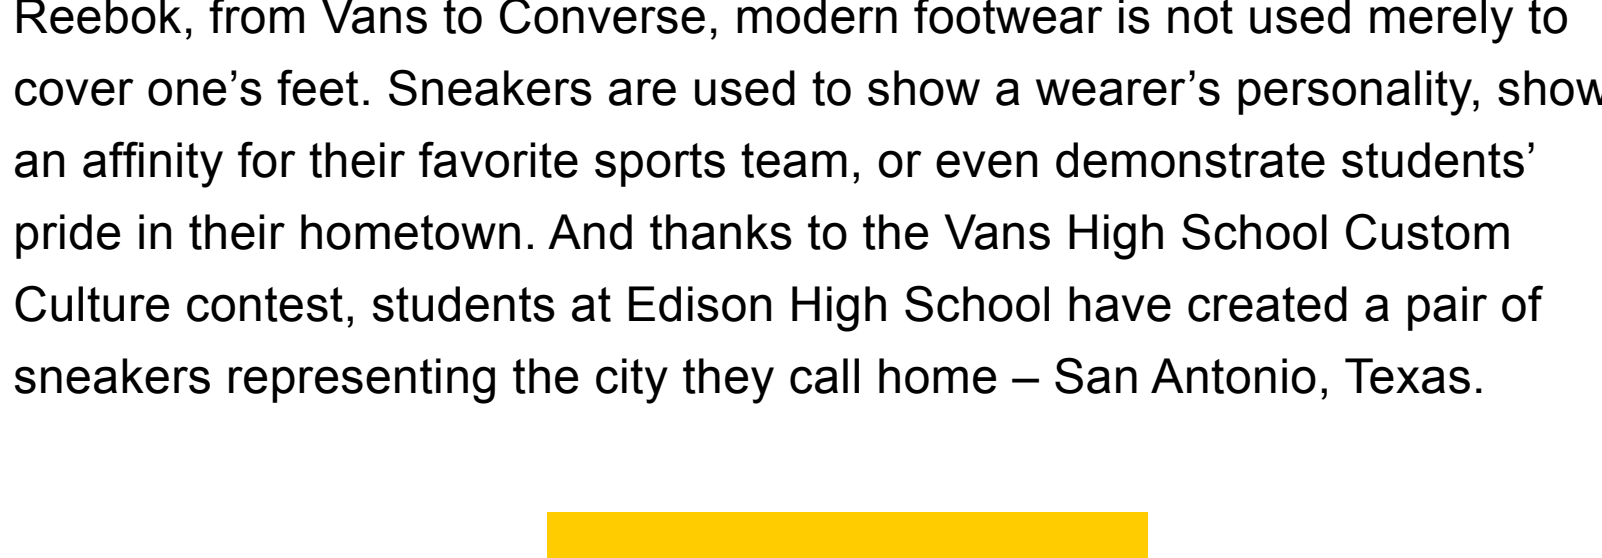 Reebok, from Vans to Converse, modern footwear is not used merely to
cover one’s feet. Sneakers are used to show a wearer’s personality, show
an affinity for their favorite sports team, or even demonstrate students’
pride in their hometown. And thanks to the Vans High School Custom
Culture contest, students at Edison High School have created a pair of
sneakers representing the city they call home – San Antonio, Texas.